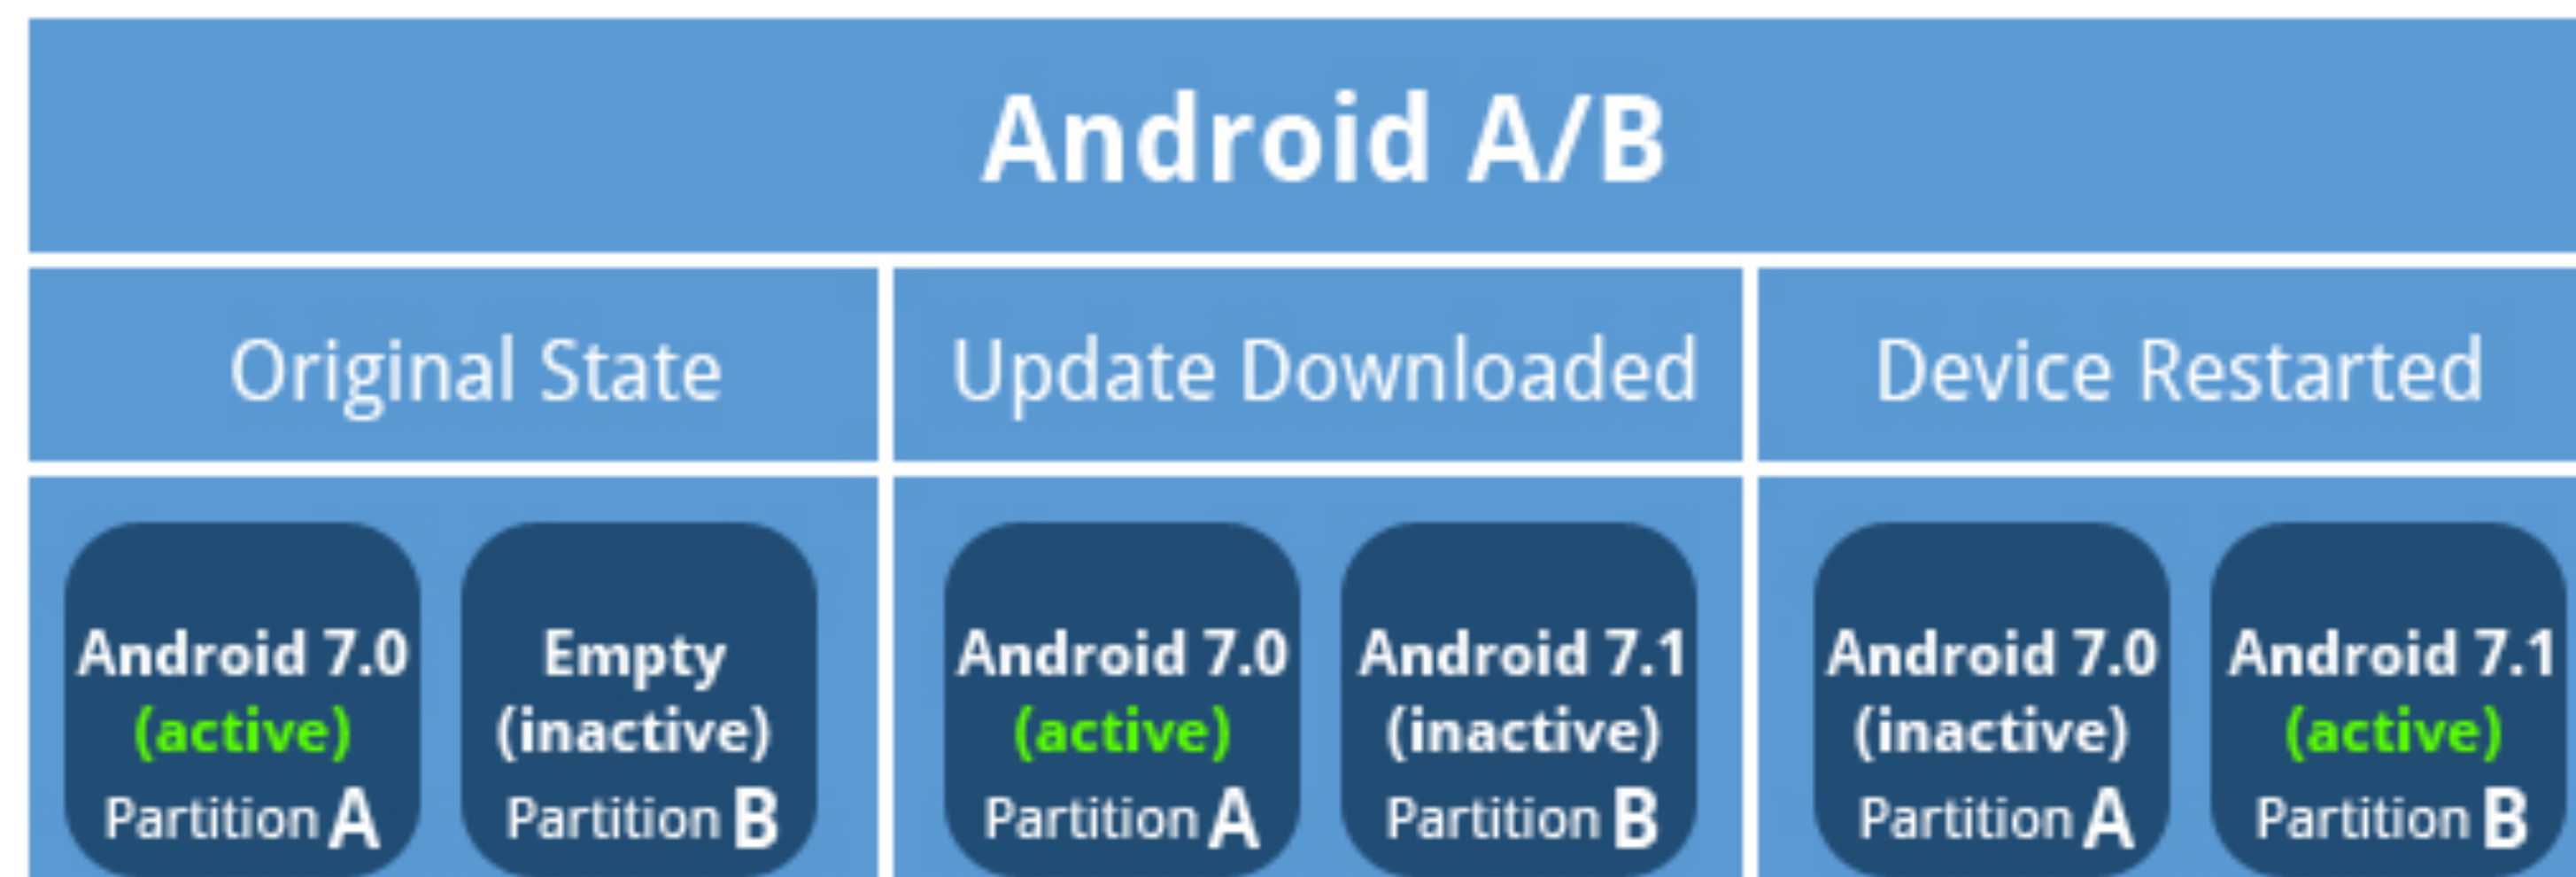 Android A/B
Original State
Update Downloaded
Device Restarted
Android 7.0
(active)
Partition A
Empty
(inactive)
Partition B
Android 7.0
(active)
Partition A
Android 7.1
(inactive)
Partition B
Android 7.0
(inactive)
Partition A
Android 7.1
(active)
Partition B